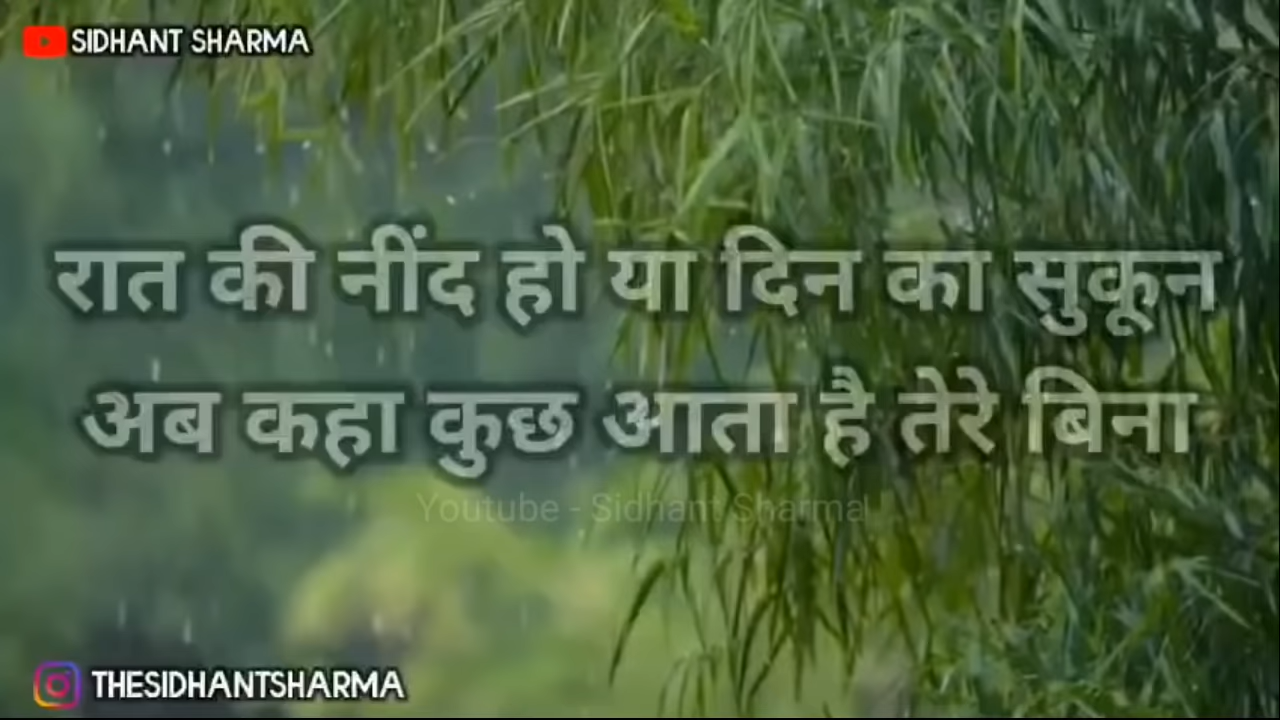 SIDHANT SHARMA
रात की नींद हो या दिन का सुकून
अब कहा कुछ आता है तेरे बिना
Youtube - Sidhant Sharma
THESIDHANTSHARMA